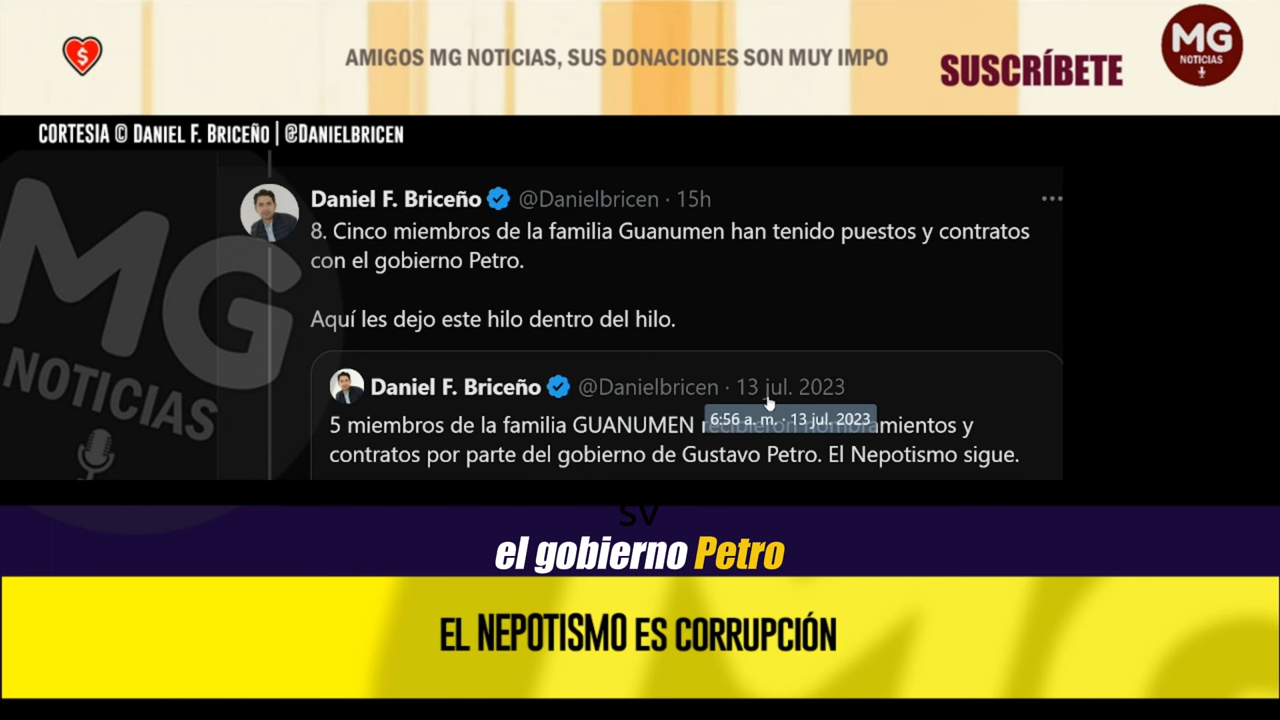 AMIGOS MG NOTICIAS, SUS DONACIONES SON MUY IMPO
SUSCRÍBETE
MG
NOTICIAS
CORTESIA © DANIEL F. BRICEÑO | @DANIELBRICEN
Daniel F. Briceño @Danielbricen · 15h
8. Cinco miembros de la familia Guanumen han tenido puestos y contratos
con el gobierno Petro.
Aquí les dejo este hilo dentro del hilo.
Daniel F. Briceño @Danielbricen · 13 jul. 2023
6:56 a. m. · 13 jul. 2023
5 miembros de la familia GUANUMEN recibieron nombramientos y
contratos por parte del gobierno de Gustavo Petro. El Nepotismo sigue.
MG
NOTICIAS
el gobierno Petro
EL NEPOTISMO ES CORRUPCIÓN